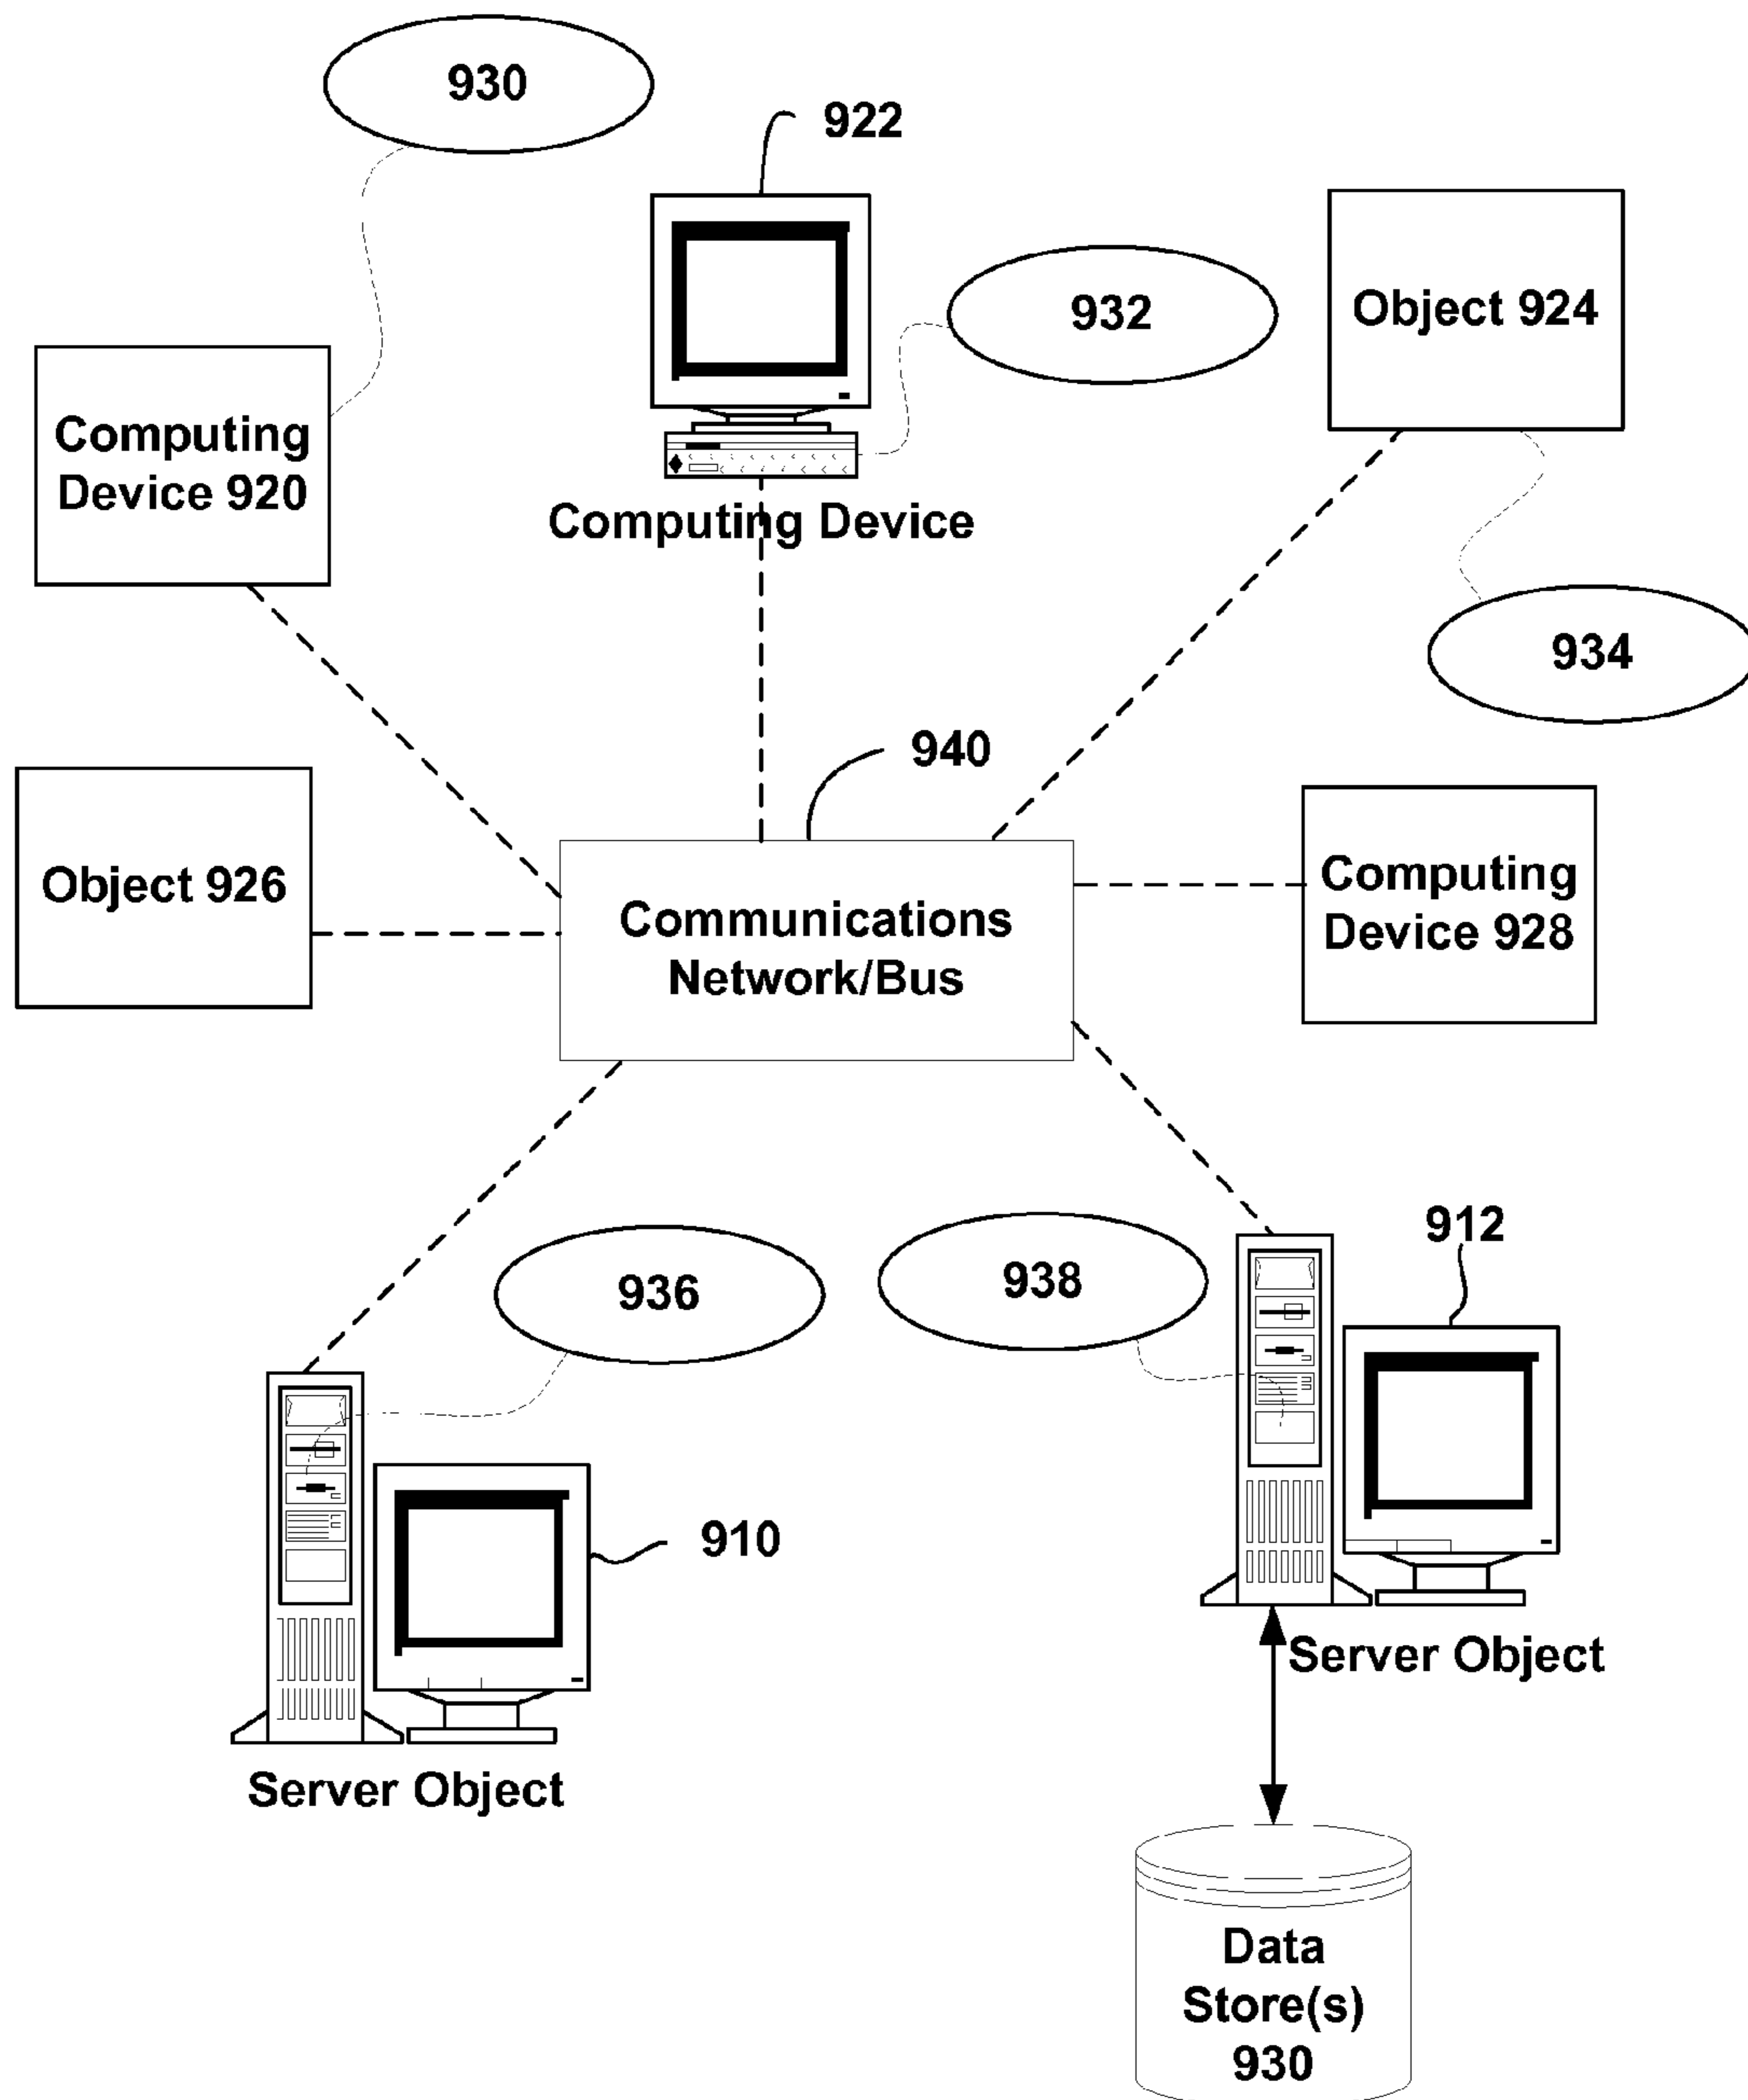 930
922
932
Object 924
Computing
Device 920
Computing Device
934
940
Object 926
Communications
Network/Bus
Computing
Device 928
936
938
912
910
Server Object
Server Object
Data
Store(s)
930